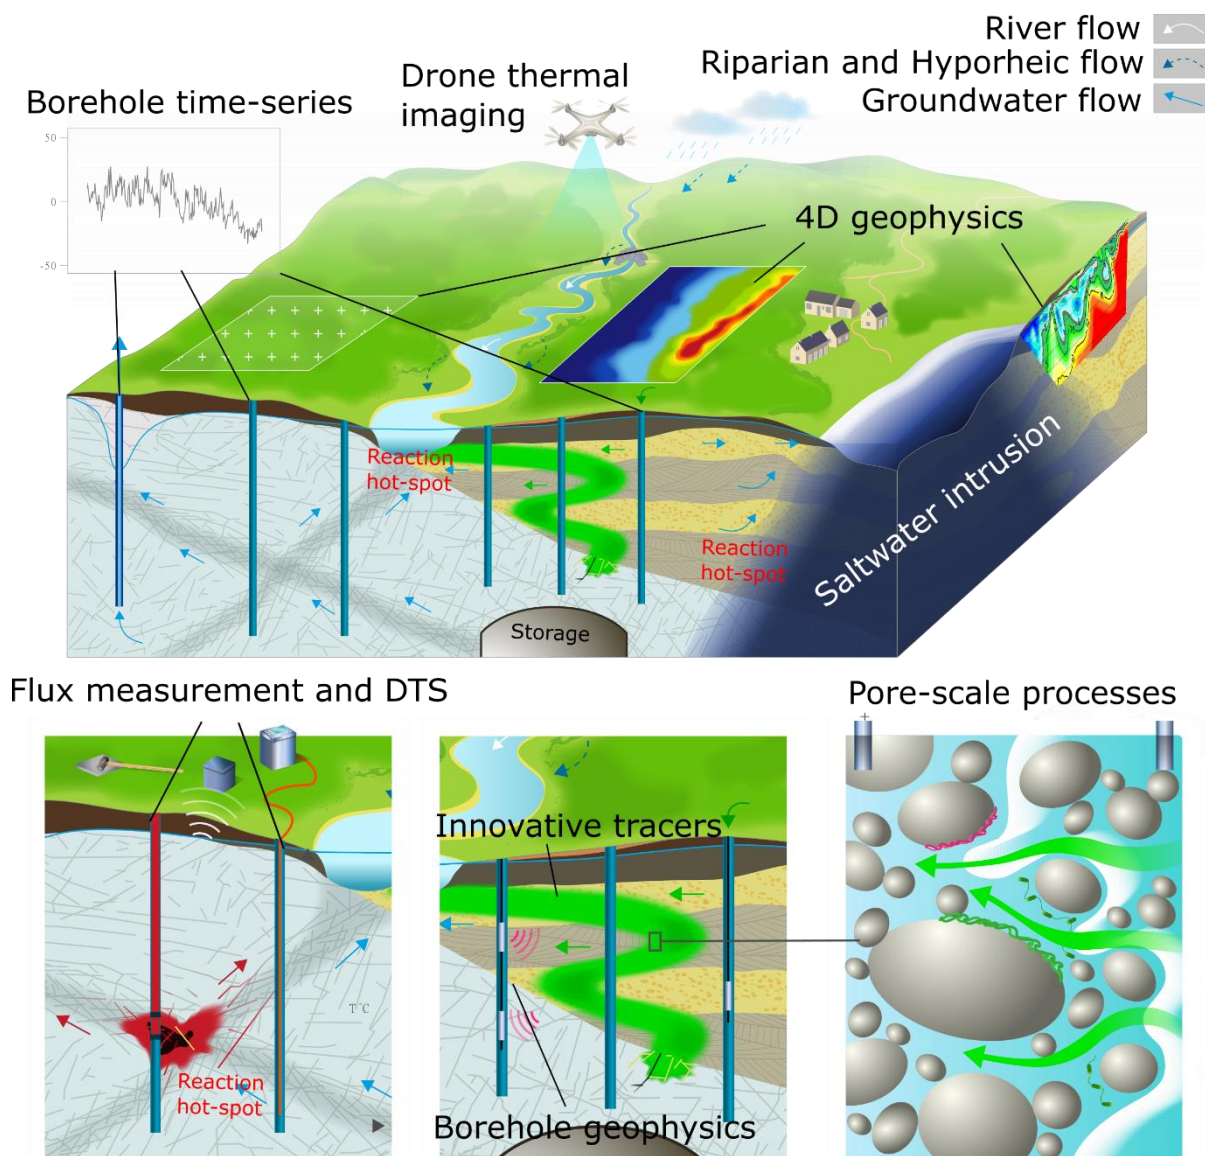 River flow
Riparian and Hyporheic flow
Groundwater flow
Drone thermal
imaging
Borehole time-series
50
0
-50
4D geophysics
Reaction
hot-spot
Reaction
hot-spot
Saltwater intrusion
Storage
Flux measurement and DTS
Pore-scale processes
+
Innovative tracers
T°C
Reaction
hot-spot
Borehole geophysics